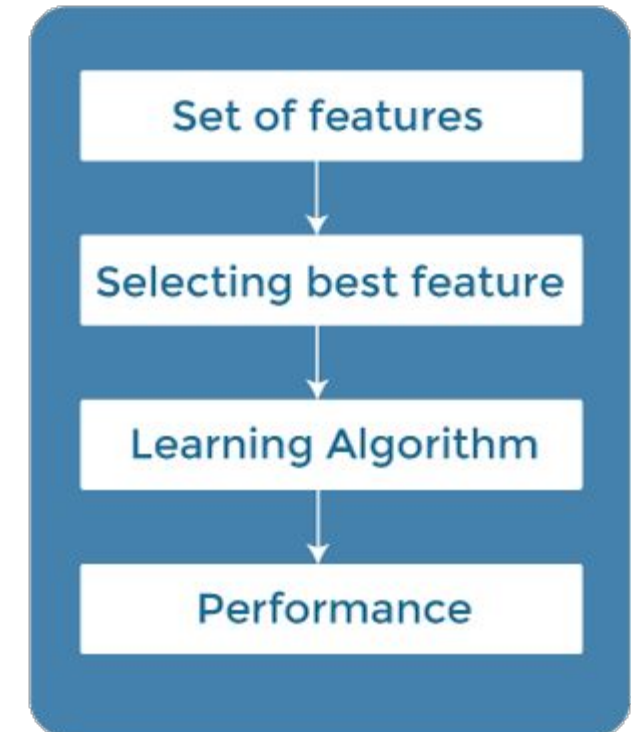 Set of features
Selecting best feature
Learning Algorithm
Performance